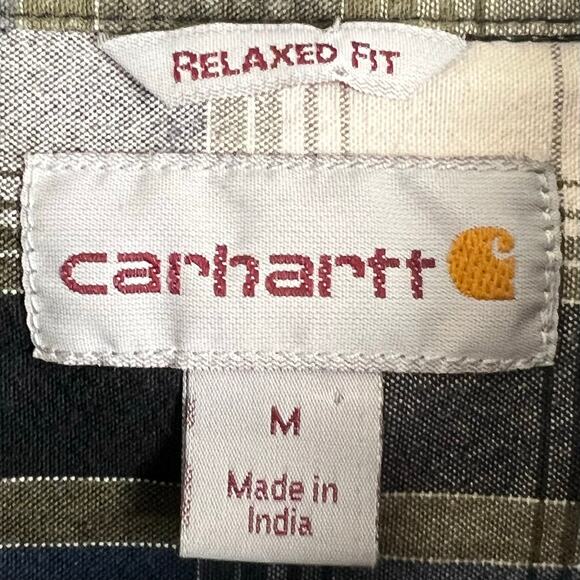 RELAXED FIT
carhartt
M
Made in
India